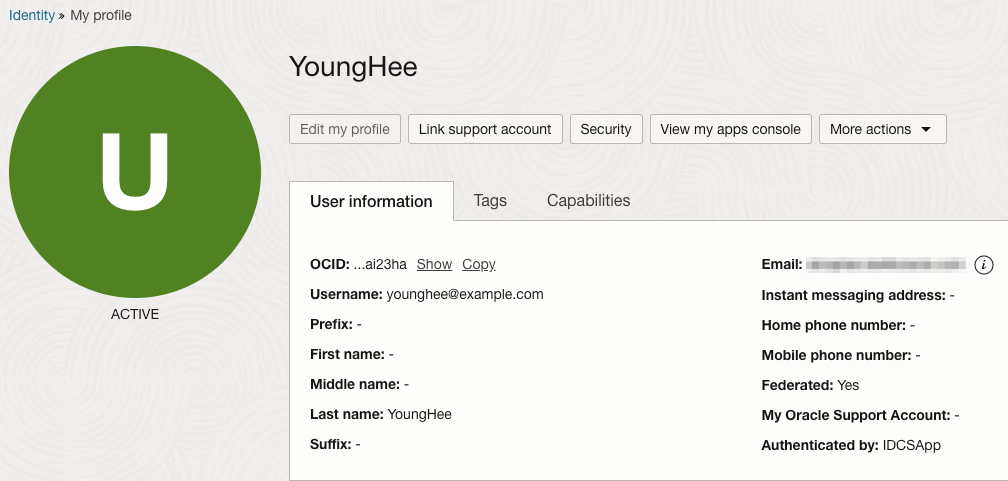 Identity » My profile
U
ACTIVE
YoungHee
Edit my profile
Link support account
Security
View my apps console
More actions
User information
Tags
Capabilities
OCID: ...ai23ha Show Copy
Username: younghee@example.com
Prefix: -
First name: -
Middle name: -
Last name: YoungHee
Suffix: -
Email:
Instant messaging address: -
Home phone number: -
Mobile phone number: -
Federated: Yes
My Oracle Support Account: -
Authenticated by: IDCSApp